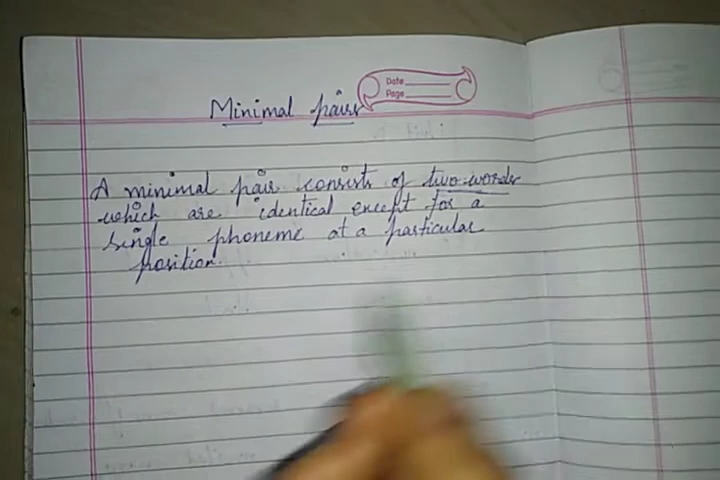 Minimal pairs
Date
Page
A minimal pair consists of two words
which are identical except for a
single phoneme at a particular
position.